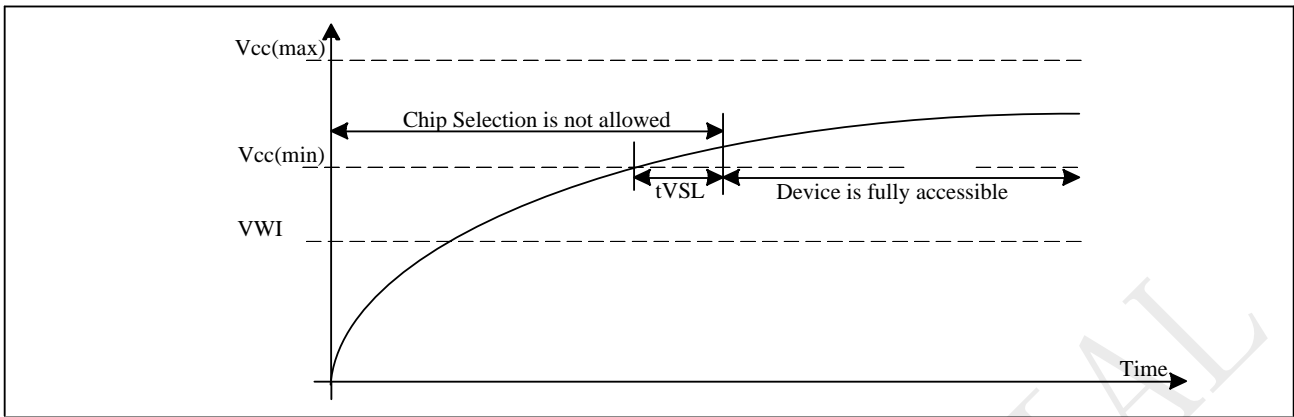 Vcc(max)
Chip Selection is not allowed
Vcc(min)
tVSL
Device is fully accessible
VWI
Time